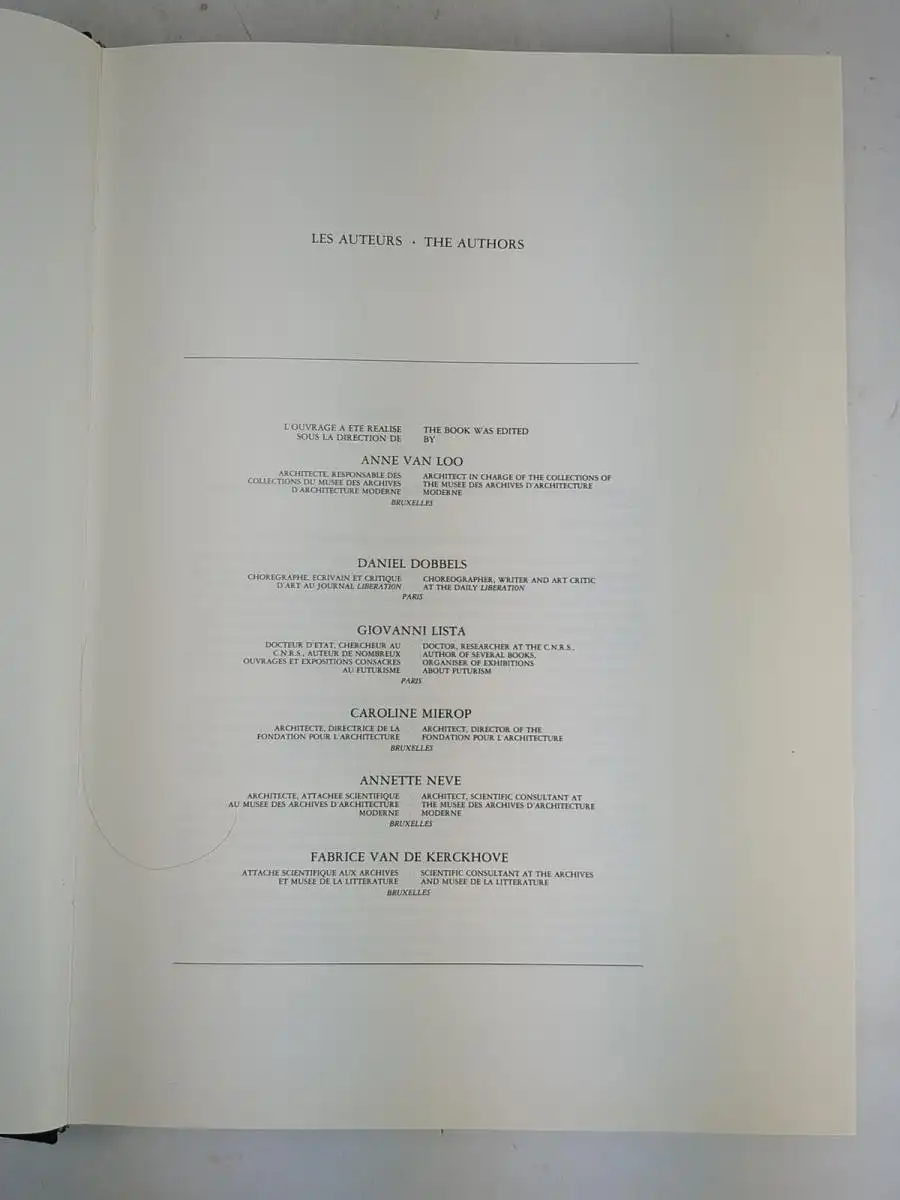 LES AUTEURS · THE AUTHORS
L'OUVRAGE A ETE REALISE
SOUS LA DIRECTION DE
THE BOOK WAS EDITED
BY
ANNE VAN LOO
ARCHITECTE, RESPONSABLE DES
COLLECTIONS DU MUSEE DES ARCHIVES
D'ARCHITECTURE MODERNE
ARCHITECT IN CHARGE OF THE COLLECTIONS OF
THE MUSEE DES ARCHIVES D'ARCHITECTURE
MODERNE
BRUXELLES
DANIEL DOBBELS
CHOREGRAPHE, ECRIVAIN ET CRITIQUE
D'ART AU JOURNAL LIBERATION
CHOREOGRAPHER, WRITER AND ART CRITIC
AT THE DAILY LIBERATION
PARIS
GIOVANNI LISTA
DOCTEUR D'ETAT, CHERCHEUR AU
C.N.R.S., AUTEUR DE NOMBREUX
OUVRAGES ET EXPOSITIONS CONSACRES
AU FUTURISME
DOCTOR, RESEARCHER AT THE C.N.R.S.,
AUTHOR OF SEVERAL BOOKS,
ORGANISER OF EXHIBITIONS
ABOUT FUTURISM
PARIS
CAROLINE MIEROP
ARCHITECTE, DIRECTRICE DE LA
FONDATION POUR L'ARCHITECTURE
ARCHITECT, DIRECTOR OF THE
FONDATION POUR L'ARCHITECTURE
BRUXELLES
ANNETTE NEVE
ARCHITECTE, ATTACHEE SCIENTIFIQUE
AU MUSEE DES ARCHIVES D'ARCHITECTURE
MODERNE
ARCHITECT, SCIENTIFIC CONSULTANT AT
THE MUSEE DES ARCHIVES D'ARCHITECTURE
MODERNE
BRUXELLES
FABRICE VAN DE KERCKHOVE
ATTACHE SCIENTIFIQUE AUX ARCHIVES
ET MUSEE DE LA LITTERATURE
SCIENTIFIC CONSULTANT AT THE ARCHIVES
AND MUSEE DE LA LITTERATURE
BRUXELLES